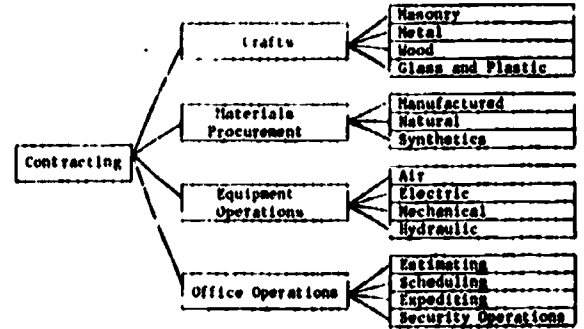 Crafts
Masonry
Metal
Wood
Glass and Plastic
Materials
Procurement
Manufactured
Natural
Synthetics
Contracting
Equipment
Operations
Air
Electric
Mechanical
Hydraulic
Office Operations
Estimating
Scheduling
Expediting
Security Operations